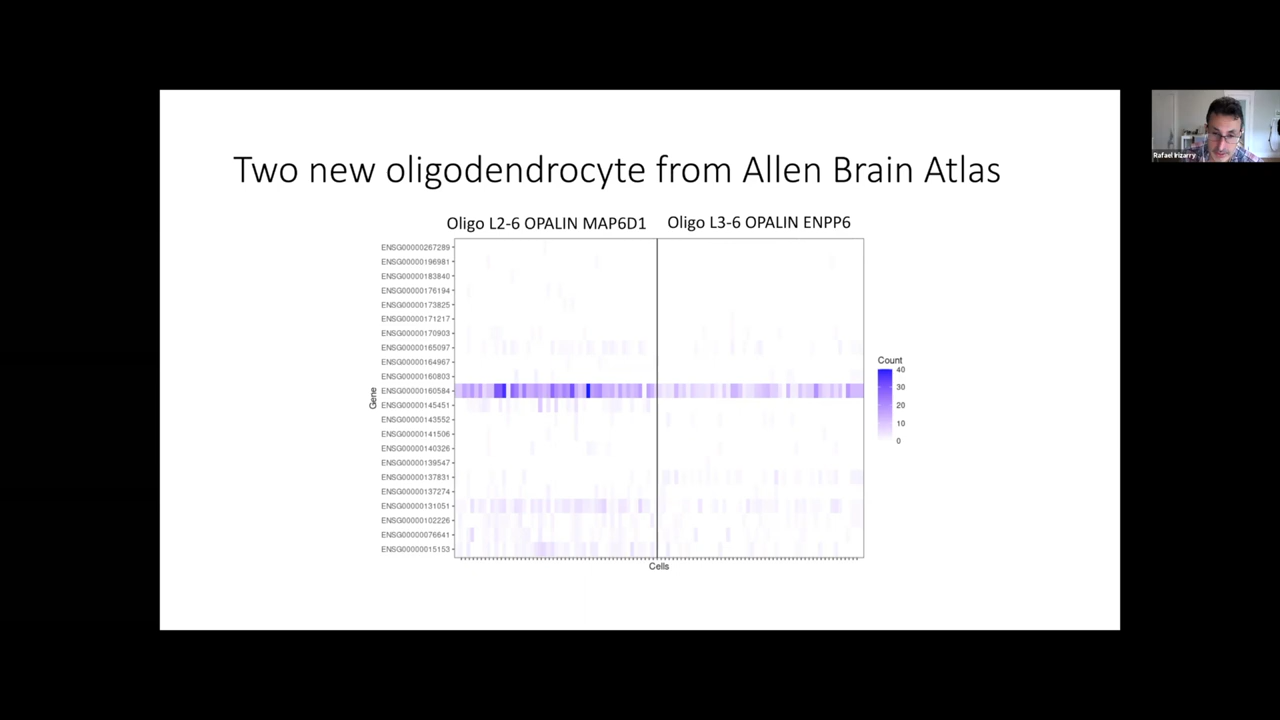 Two new oligodendrocyte from Allen Brain Atlas
Oligo L2-6 OPALIN MAP6D1
Oligo L3-6 OPALIN ENPP6
ENSG00000267289
ENSG00000196981
ENSG00000183840
ENSG00000176194
ENSG00000173825
ENSG00000171217
ENSG00000170903
ENSG00000165097
ENSG00000164967
ENSG00000160803
ENSG00000160584
ENSG00000145451
ENSG00000143552
ENSG00000141506
ENSG00000140326
ENSG00000139547
ENSG00000137831
ENSG00000137274
ENSG00000131051
ENSG00000102226
ENSG00000076641
ENSG00000015153
Gene
Cells
Count
40
30
20
10
0
Rafael Irizarry